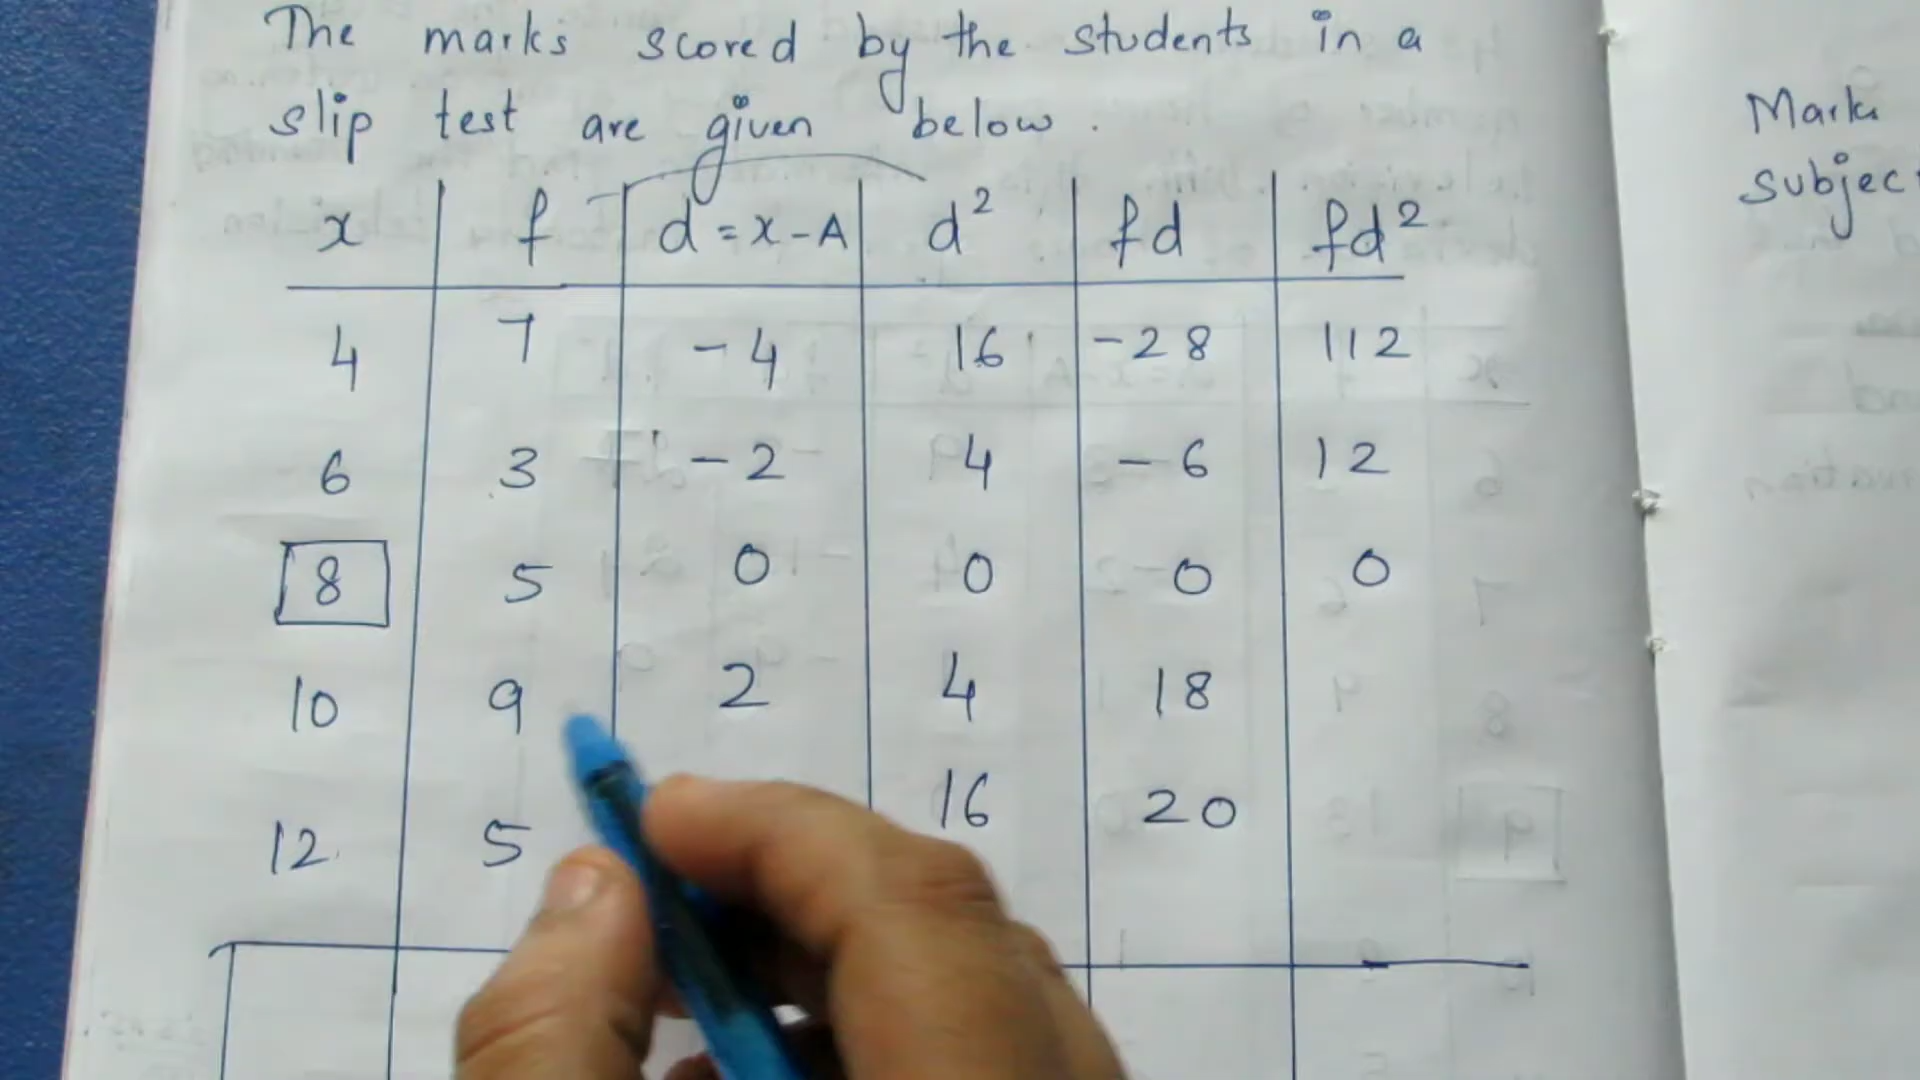 The marks scored by the students in a
slip test are given below.
x f d = x - A d² fd fd²
4 7 -4 16 -28 112
6 3 -2 4 -6 12
8 5 0 0 0 0
10 9 2 4 18
12 5 16 20
Marks
subject